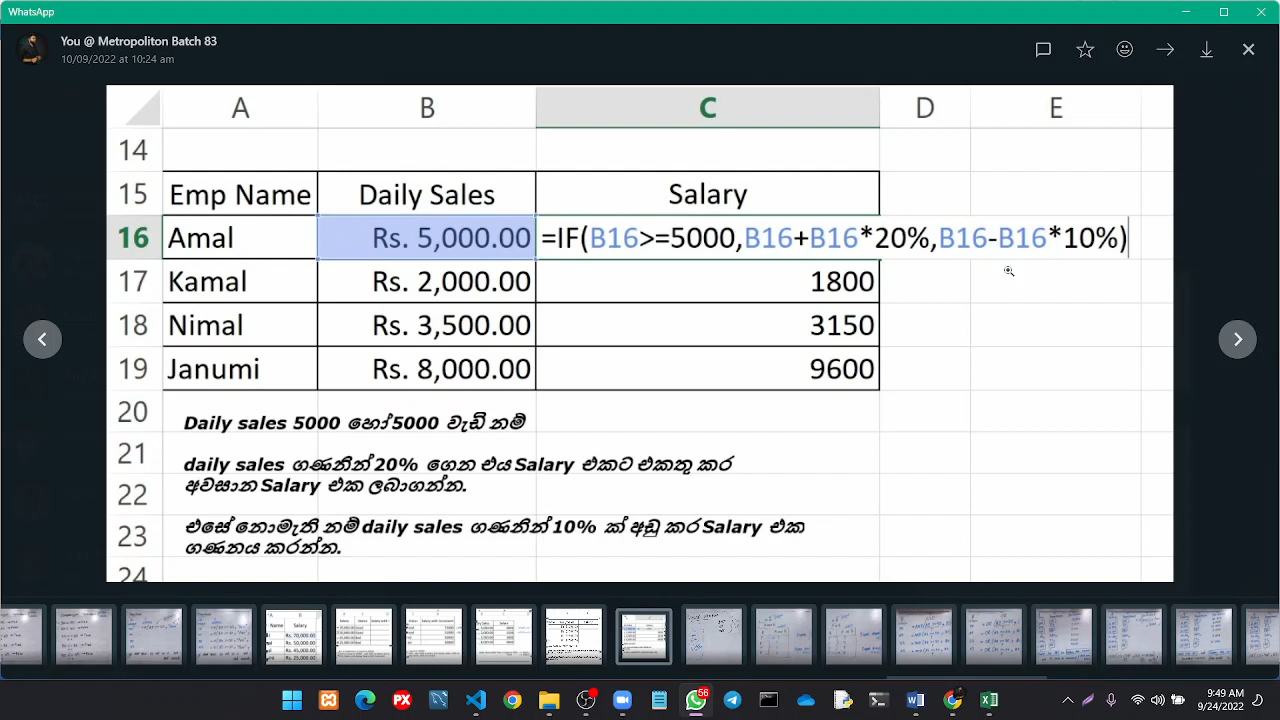 WhatsApp
You @ Metropoliton Batch 83
10/09/2022 at 10:24 am
A B C D E
14
15 Emp Name Daily Sales Salary
16 Amal Rs. 5,000.00 =IF(B16>=5000,B16+B16*20%,B16-B16*10%)
17 Kamal Rs. 2,000.00 1800
18 Nimal Rs. 3,500.00 3150
19 Janumi Rs. 8,000.00 9600
20
Daily sales 5000 හෝ 5000 වැඩි නම්
21
daily sales ගණනින් 20% ගෙන එය Salary එකට එකතු කර
අවසාන Salary එක ලබාගන්න.
22
එසේ නොමැති නම් daily sales ගණනින් 10% ක් අඩු කර Salary එක
23
ගණනය කරන්න.
24
56
9:49 AM
9/24/2022